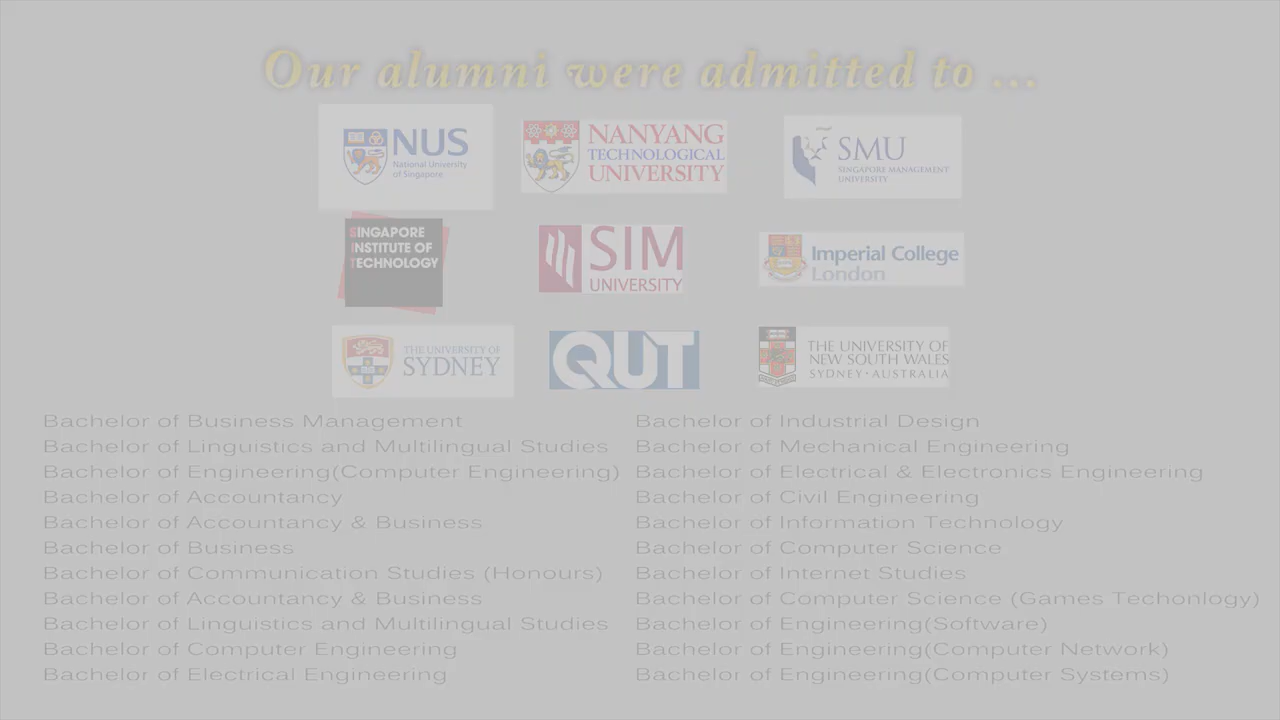 Our alumni were admitted to ...
NUS
National University
of Singapore
NANYANG
TECHNOLOGICAL
UNIVERSITY
SMU
SINGAPORE MANAGEMENT
UNIVERSITY
SINGAPORE
INSTITUTE OF
TECHNOLOGY
SIM
UNIVERSITY
Imperial College
London
THE UNIVERSITY OF
SYDNEY
QUT
THE UNIVERSITY OF
NEW SOUTH WALES
SYDNEY • AUSTRALIA
Bachelor of Business Management
Bachelor of Linguistics and Multilingual Studies
Bachelor of Engineering(Computer Engineering)
Bachelor of Accountancy
Bachelor of Accountancy & Business
Bachelor of Business
Bachelor of Communication Studies (Honours)
Bachelor of Accountancy & Business
Bachelor of Linguistics and Multilingual Studies
Bachelor of Computer Engineering
Bachelor of Electrical Engineering
Bachelor of Industrial Design
Bachelor of Mechanical Engineering
Bachelor of Electrical & Electronics Engineering
Bachelor of Civil Engineering
Bachelor of Information Technology
Bachelor of Computer Science
Bachelor of Internet Studies
Bachelor of Computer Science (Games Techonlogy)
Bachelor of Engineering(Software)
Bachelor of Engineering(Computer Network)
Bachelor of Engineering(Computer Systems)